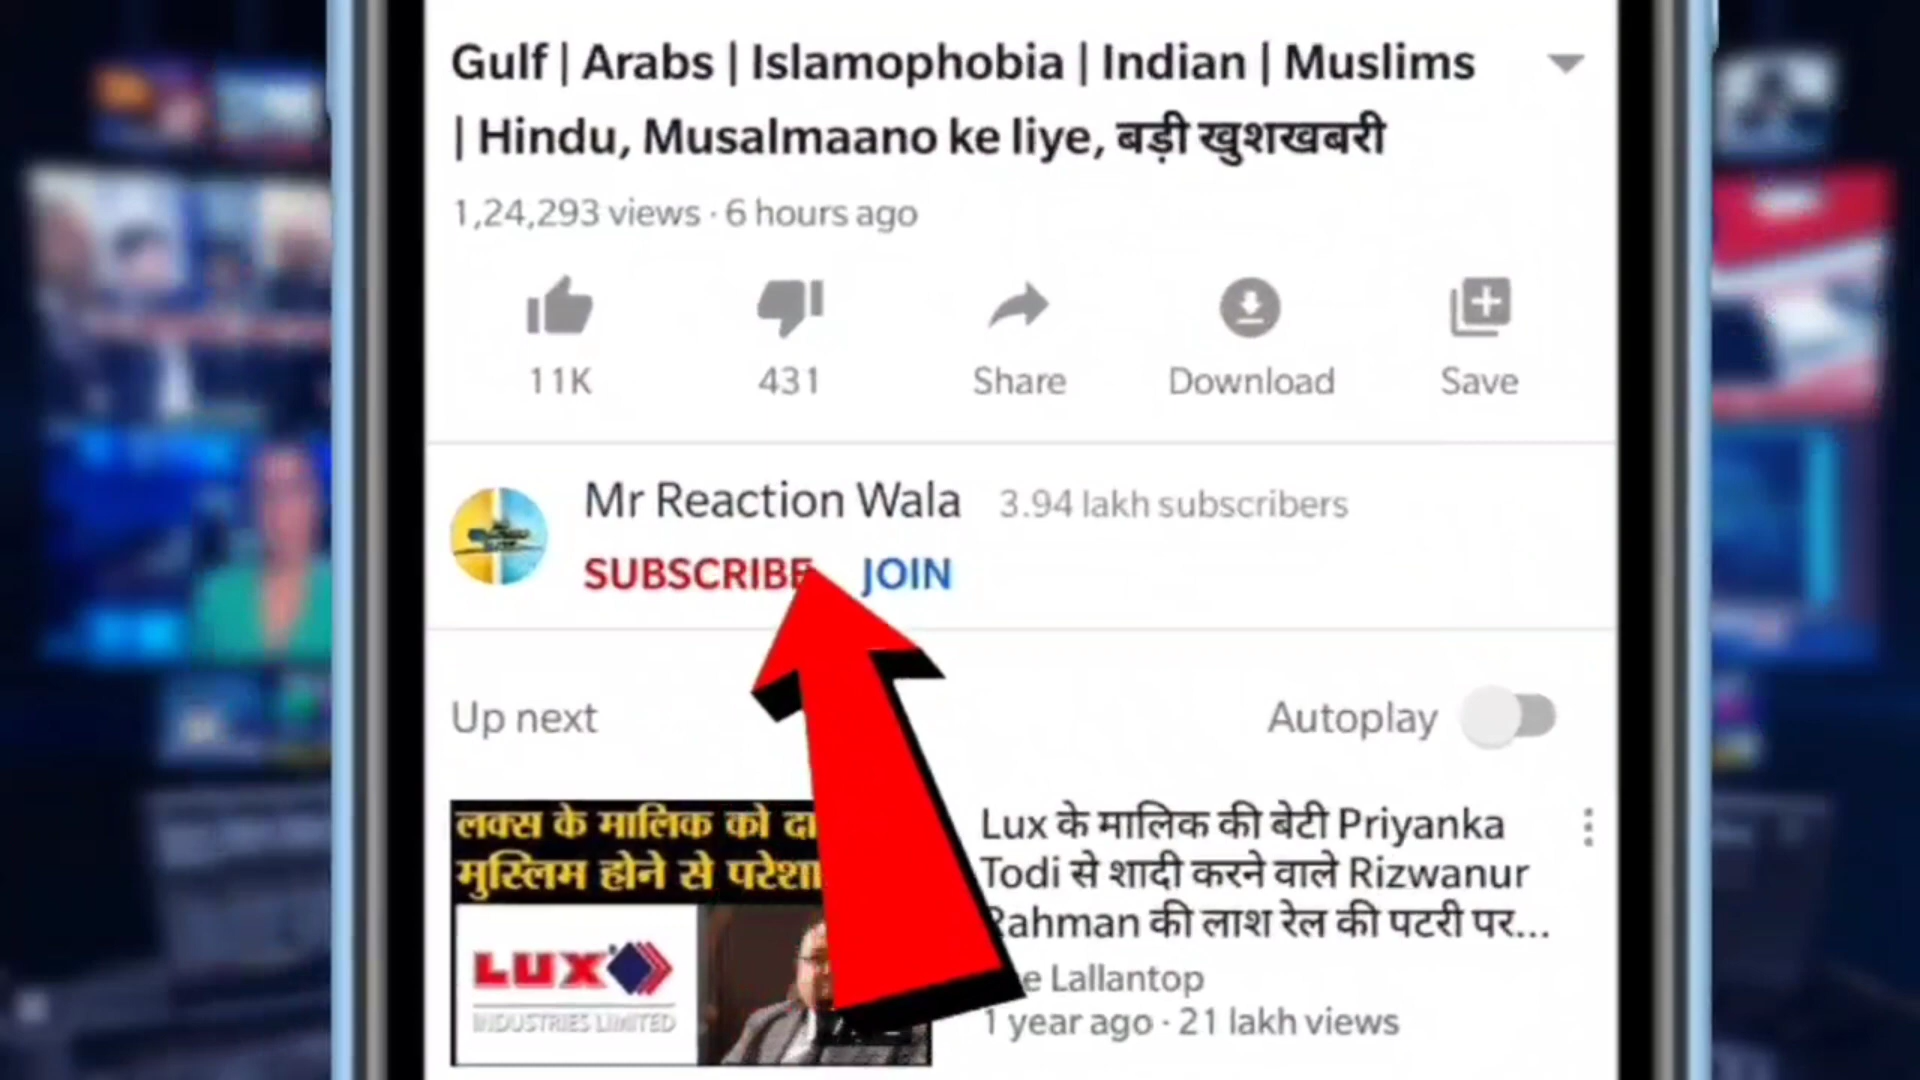 Gulf | Arabs | Islamophobia | Indian | Muslims
| Hindu, Musalmaano ke liye, बड़ी खुशखबरी
1,24,293 views · 6 hours ago
11K
431
Share
Download
Save
Mr Reaction Wala
3.94 lakh subscribers
SUBSCRIBE
JOIN
Up next
Autoplay
लक्स के मालिक को
मुस्लिम होने से
LUX
INDUSTRIES LIMITED
Lux के मालिक की बेटी Priyanka
Todi से शादी करने वाले Rizwanur
Rahman की लाश रेल की पटरी पर...
Lallantop
1 year ago · 21 lakh views